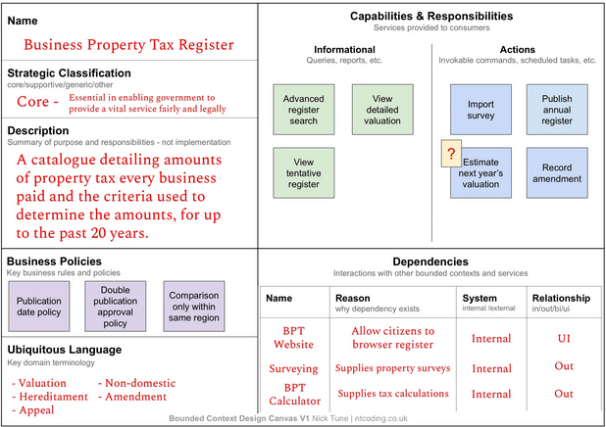 Name
Business Property Tax Register
Strategic Classification
core/supportive/generic/other
Core - Essential in enabling government to
provide a vital service fairly and legally
Description
Summary of purpose and responsibilities - not implementation
A catalogue detailing amounts
of property tax every business
paid and the criteria used to
determine the amounts, for up
to the past 20 years.
Capabilities & Responsibilities
Services provided to consumers
Informational
Queries, reports, etc.
Advanced
register
search
View
detailed
valuation
View
tentative
register
Actions
Invokable commands, scheduled tasks, etc.
Import
survey
Publish
annual
register
?
Estimate
next year's
valuation
Record
amendment
Business Policies
Key business rules and policies
Publication
date policy
Double
publication
approval
policy
Comparison
only within
same region
Ubiquitous Language
Key domain terminology
- Valuation
- Hereditament
- Appeal
- Non-domestic
- Amendment
Dependencies
Interactions with other bounded contexts and services
Name
Reason
why dependency exists
System
internal /external
Relationship
in/out/bi/ui
BPT
Website
Allow citizens to
browser register
Internal
UI
Surveying
Supplies property surveys
Internal
Out
BPT
Calculator
Supplies tax calculations
Internal
Out
Bounded Context Design Canvas V1 Nick Tune | ntcoding.co.uk